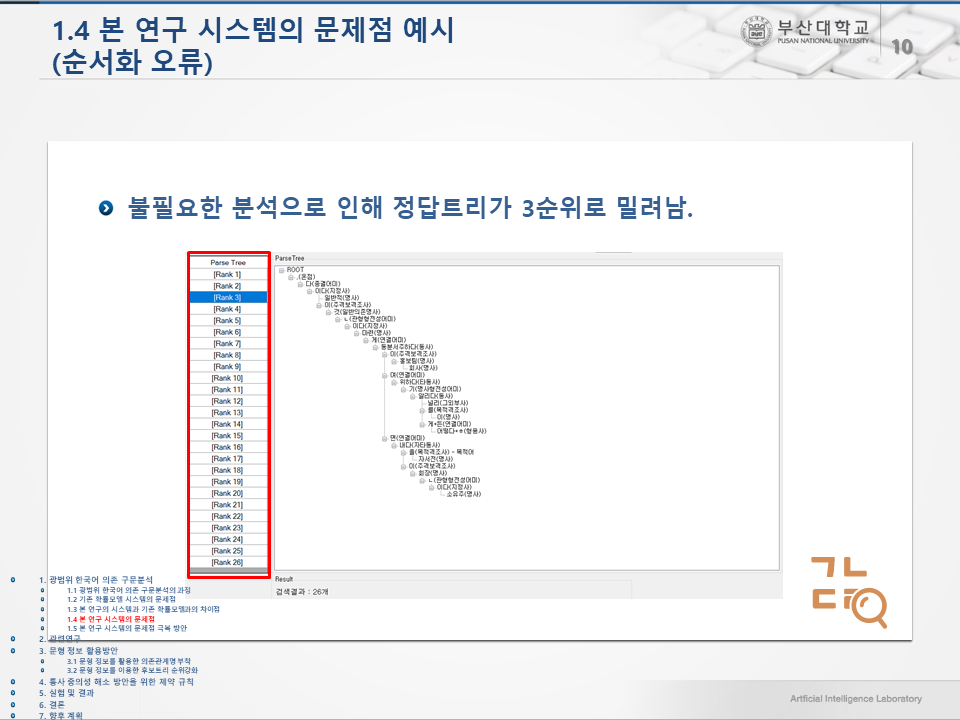 1.4 본 연구 시스템의 문제점 예시
(순서화 오류)
부산대학교
PUSAN NATIONAL UNIVERSITY
10
불필요한 분석으로 인해 정답트리가 3순위로 밀려남.
Parse Tree
[Rank 1]
[Rank 2]
[Rank 3]
[Rank 4]
[Rank 5]
[Rank 6]
[Rank 7]
[Rank 8]
[Rank 9]
[Rank 10]
[Rank 11]
[Rank 12]
[Rank 13]
[Rank 14]
[Rank 15]
[Rank 16]
[Rank 17]
[Rank 18]
[Rank 19]
[Rank 20]
[Rank 21]
[Rank 22]
[Rank 23]
[Rank 24]
[Rank 25]
[Rank 26]
ParseTree
ROOT
.(온점)
다(종결어미)
이다(지정사)
일반적(명사)
이(주격보격조사)
것(일반의존명사)
ㄴ(관형형전성어미)
이다(지정사)
마련(명사)
게(연결어미)
동분서주하다(동사)
이(주격보격조사)
홍보팀(명사)
회사(명사)
여(연결어미)
위하다(타동사)
기(명사형전성어미)
알리다(동사)
널리(그외부사)
를(목적격조사)
이(명사)
게+든(연결어미)
어떻다+ㅎ(형용사)
면(연결어미)
내다(자타동사)
를(목적격조사) - 목적어
자서전(명사)
이(주격보격조사)
회장(명사)
ㄴ(관형형전성어미)
이다(지정사)
소유주(명사)
Result
검색결과 : 26개
1. 광범위 한국어 의존 구문분석
1.1 광범위 한국어 의존 구문분석의 과정
1.2 기존 확률모델 시스템의 문제점
1.3 본 연구의 시스템과 기존 확률모델과의 차이점
1.4 본 연구 시스템의 문제점
1.5 본 연구 시스템의 문제점 극복 방안
2. 관련연구
3. 문형 정보 활용방안
3.1 문형 정보를 활용한 의존관계명 부착
3.2 문형 정보를 이용한 후보트리 순위강화
4. 통사 중의성 해소 방안을 위한 제약 규칙
5. 실험 및 결과
6. 결론
7. 향후 계획
Artificial Intelligence Laboratory